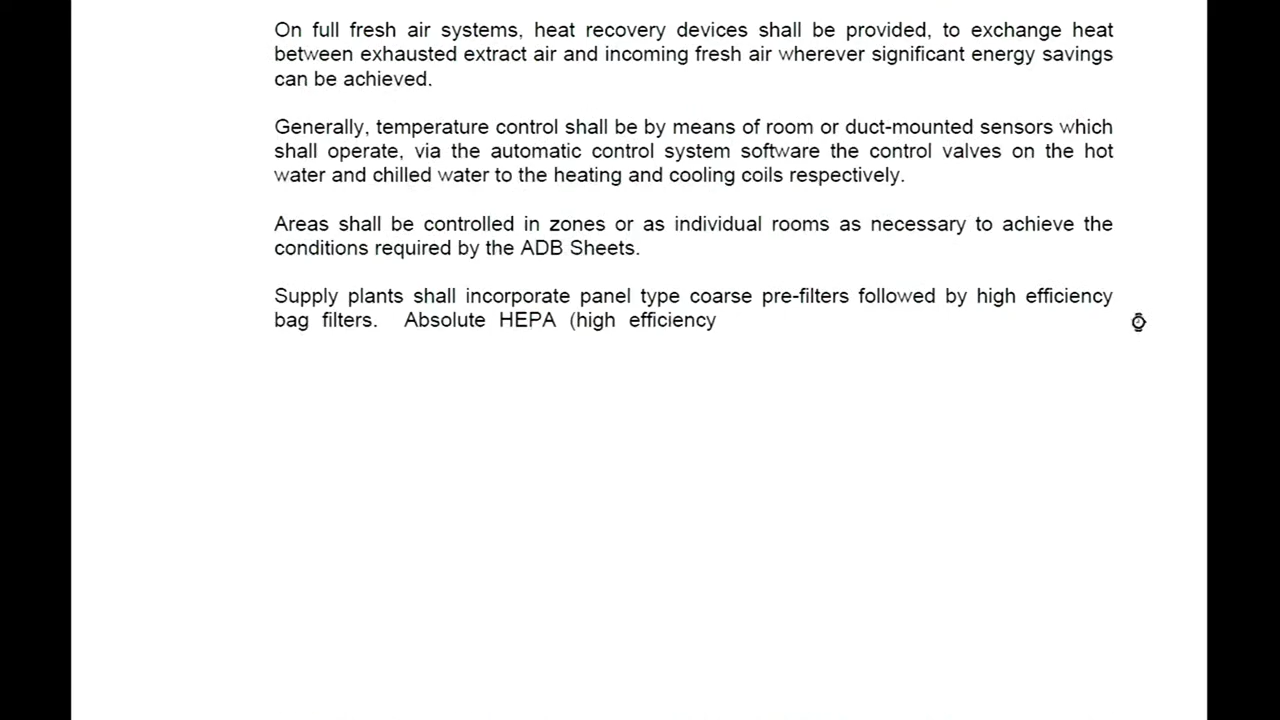 On full fresh air systems, heat recovery devices shall be provided, to exchange heat
between exhausted extract air and incoming fresh air wherever significant energy savings
can be achieved.
Generally, temperature control shall be by means of room or duct-mounted sensors which
shall operate, via the automatic control system software the control valves on the hot
water and chilled water to the heating and cooling coils respectively.
Areas shall be controlled in zones or as individual rooms as necessary to achieve the
conditions required by the ADB Sheets.
Supply plants shall incorporate panel type coarse pre-filters followed by high efficiency
bag filters. Absolute HEPA (high efficiency